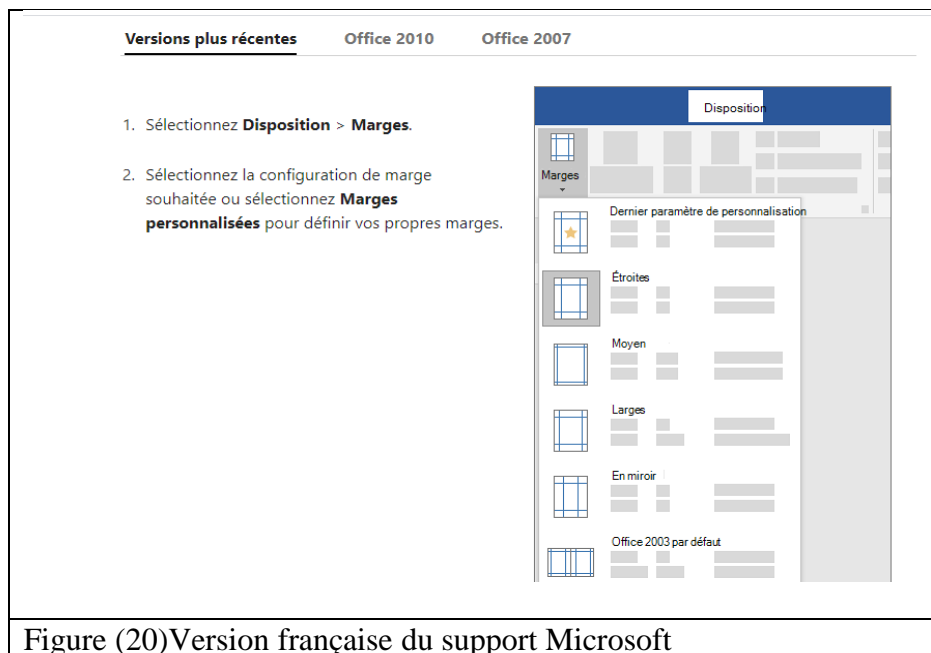 Versions plus récentes Office 2010 Office 2007
1. Sélectionnez Disposition > Marges.
2. Sélectionnez la configuration de marge
souhaitée ou sélectionnez Marges
personnalisées pour définir vos propres marges.
Disposition
Marges
Dernier paramètre de personnalisation
Étroites
Moyen
Larges
En miroir
Office 2003 par défaut
Figure (20)Version française du support Microsoft